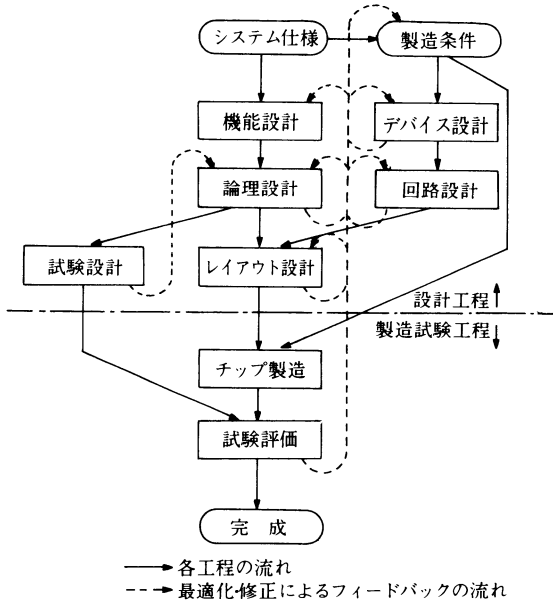 システム仕様
製造条件
機能設計
デバイス設計
論理設計
回路設計
試験設計
レイアウト設計
設計工程
製造試験工程
チップ製造
試験評価
完 成
各工程の流れ
最適化・修正によるフィードバックの流れ